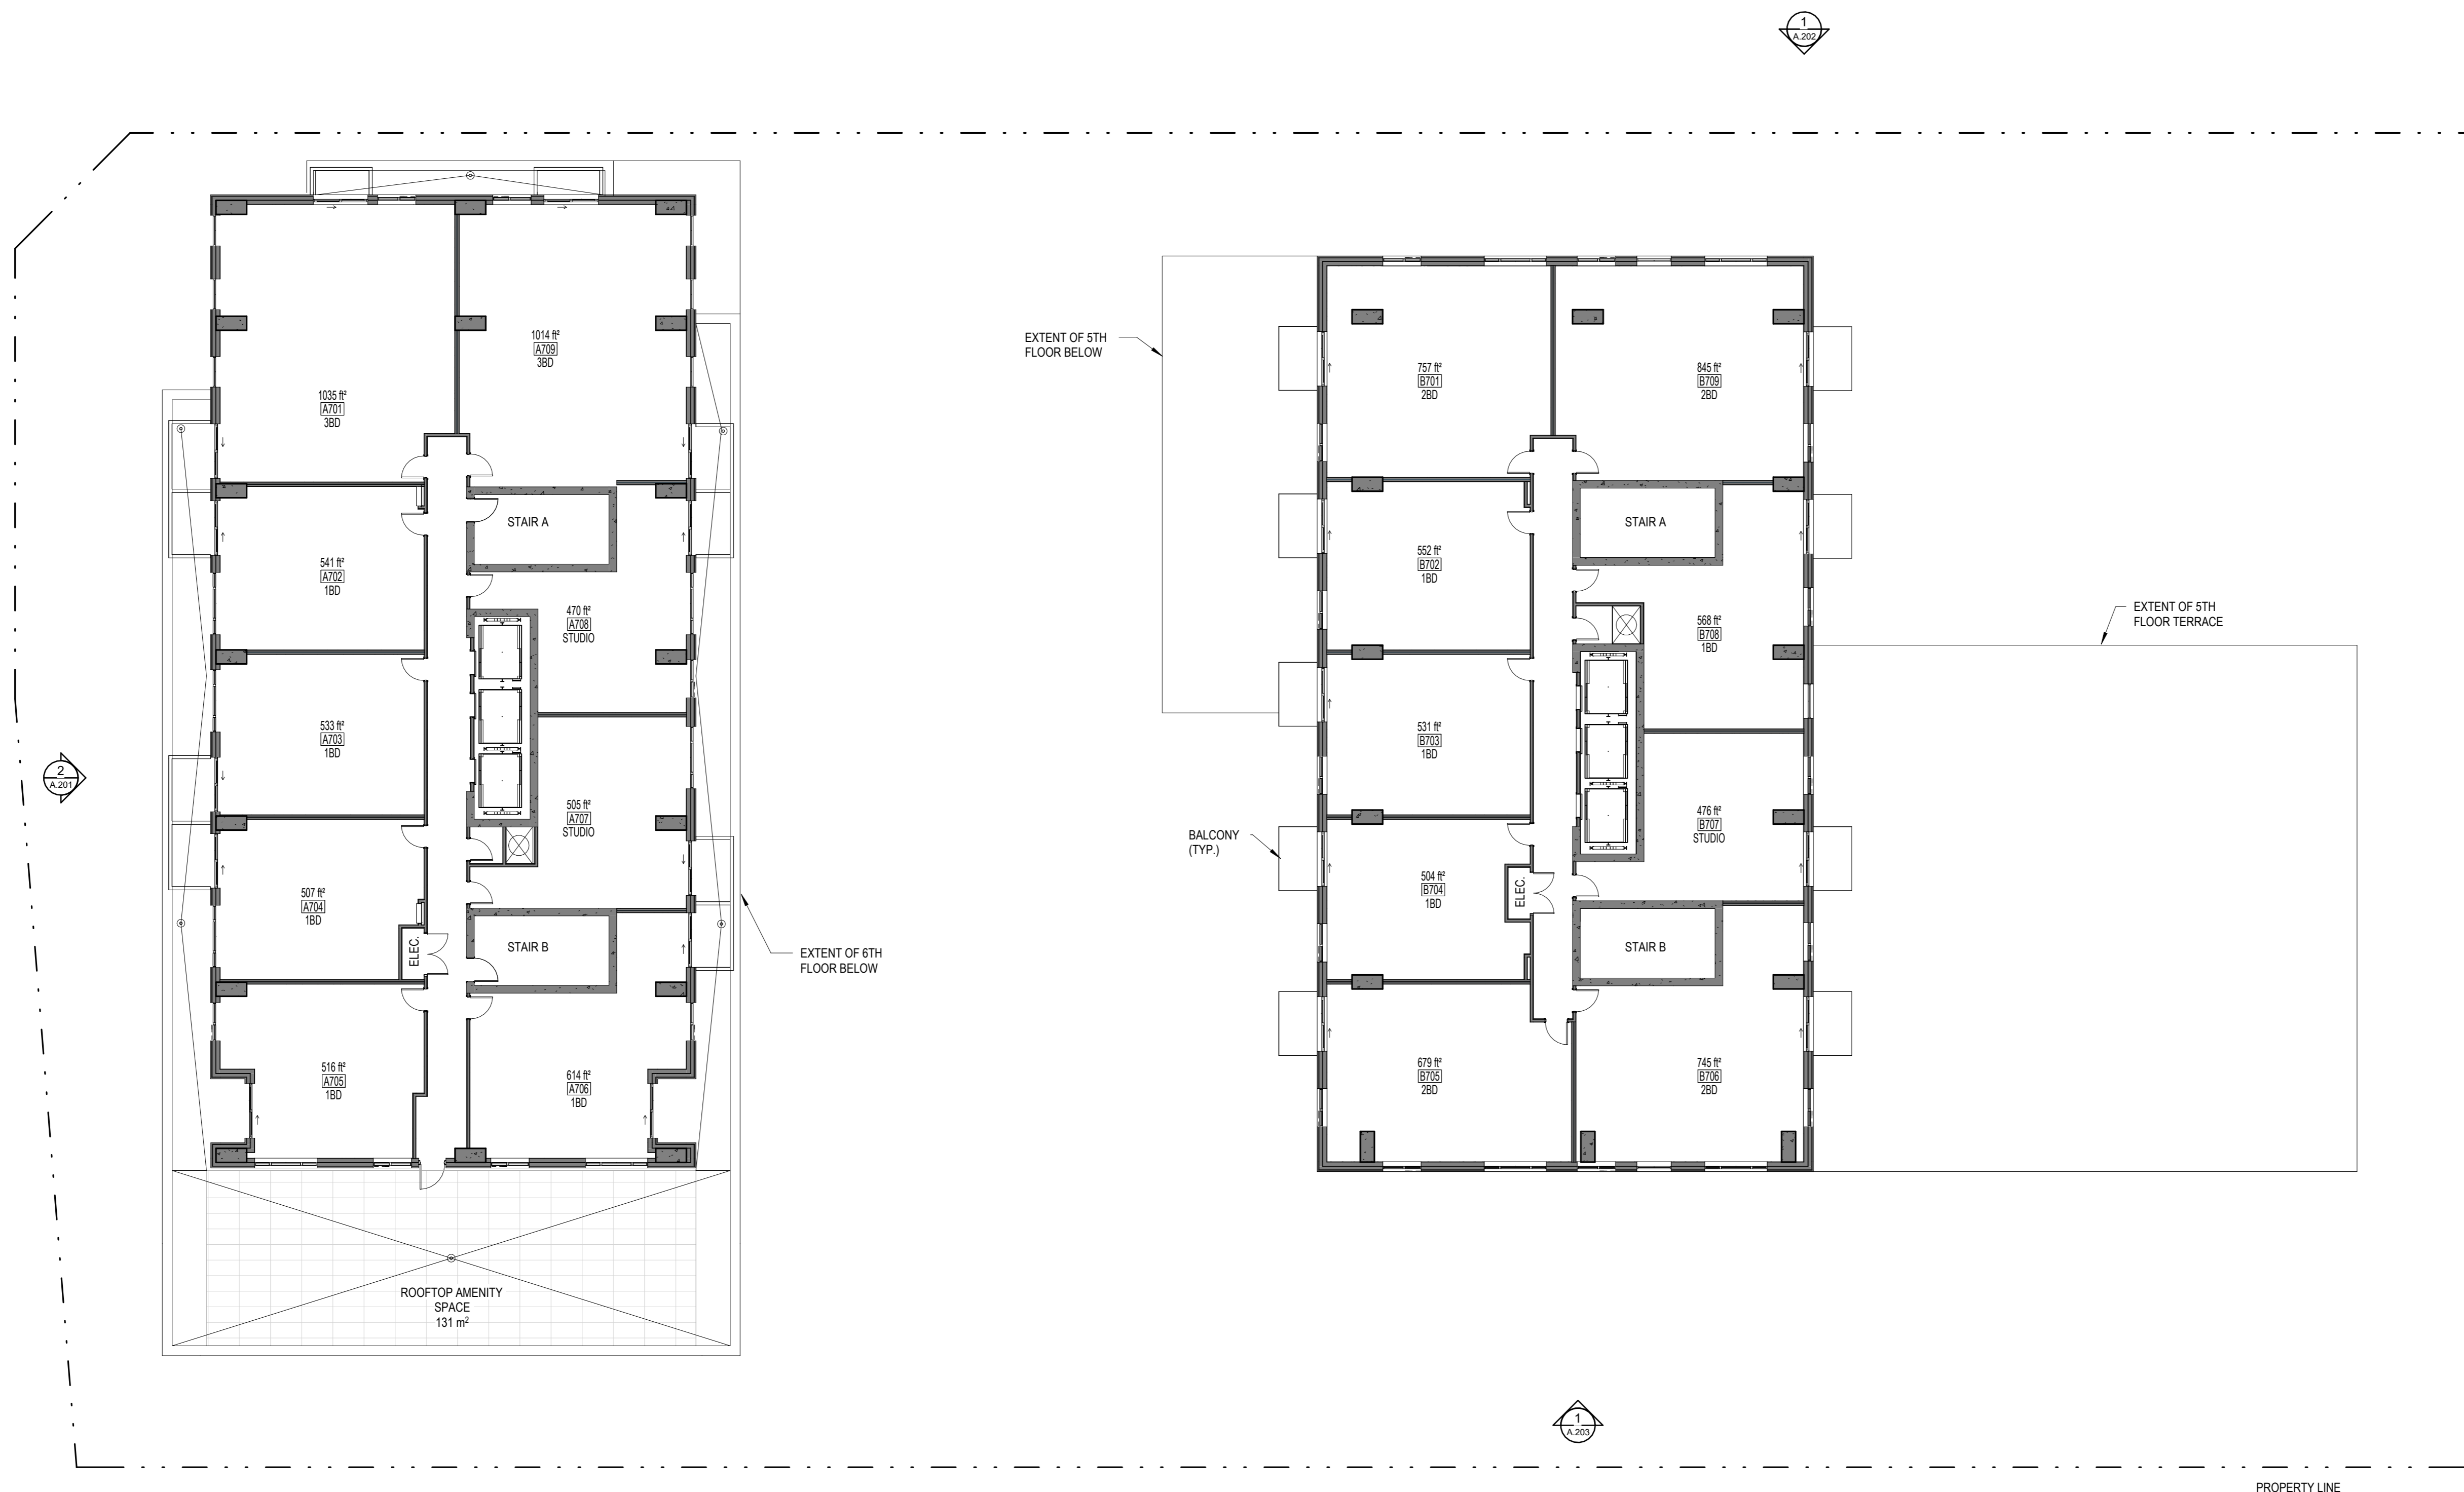 1
A.202
1035 ft²
A701
3BD
1014 ft²
A709
3BD
541 ft²
A702
1BD
STAIR A
470 ft²
A708
STUDIO
533 ft²
A703
1BD
505 ft²
A707
STUDIO
507 ft²
A704
1BD
ELEC.
STAIR B
516 ft²
A705
1BD
614 ft²
A706
1BD
ROOFTOP AMENITY
SPACE
131 m²
2
A.201
EXTENT OF 6TH
FLOOR BELOW
EXTENT OF 5TH
FLOOR BELOW
757 ft²
B701
2BD
845 ft²
B709
2BD
552 ft²
B702
1BD
STAIR A
568 ft²
B708
1BD
531 ft²
B703
1BD
476 ft²
B707
STUDIO
BALCONY
(TYP.)
504 ft²
B704
1BD
ELEC.
STAIR B
679 ft²
B705
2BD
745 ft²
B706
2BD
EXTENT OF 5TH
FLOOR TERRACE
1
A.203
PROPERTY LINE